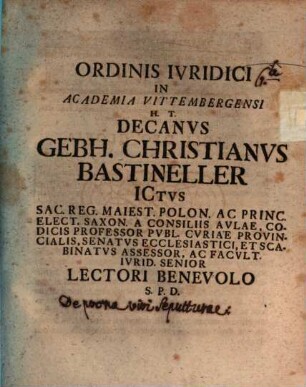 ORDINIS IVRIDICI
IN
ACADEMIA VITTEMBERGENSI
H. T.
DECANVS
GEBH. CHRISTIANVS
BASTINELLER
ICTVS
SAC. REG. MAIEST. POLON. AC PRINC.
ELECT. SAXON. A CONSILIIS AVLAE, CO-
DICIS PROFESSOR PVBL. CVRIAE PROVIN-
CIALIS, SENATVS ECCLESIASTICI, ET SCA-
BINATVS ASSESSOR, AC FACVLT.
IVRID. SENIOR
LECTORI BENEVOLO
S. P. D.
De poena vivi Sepulturae.